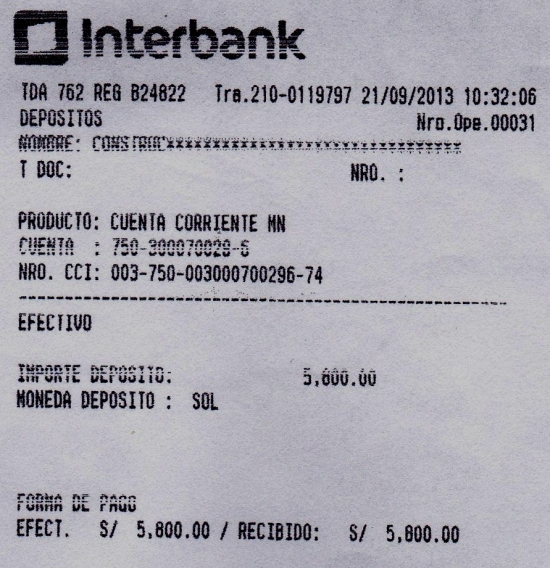 Interbank
TDA 762 REG B24822 Tra.210-0119797 21/09/2013 10:32:06
DEPOSITOS Nro.Ope.00031
NOMBRE: CONSTRUC********************************
T DOC: NRO. :
PRODUCTO: CUENTA CORRIENTE MN
CUENTA : 750-300070029-6
NRO. CCI: 003-750-003000700296-74
EFECTIVO
IMPORTE DEPOSITO: 5,800.00
MONEDA DEPOSITO : SOL
FORMA DE PAGO
EFECT. S/ 5,800.00 / RECIBIDO: S/ 5,800.00